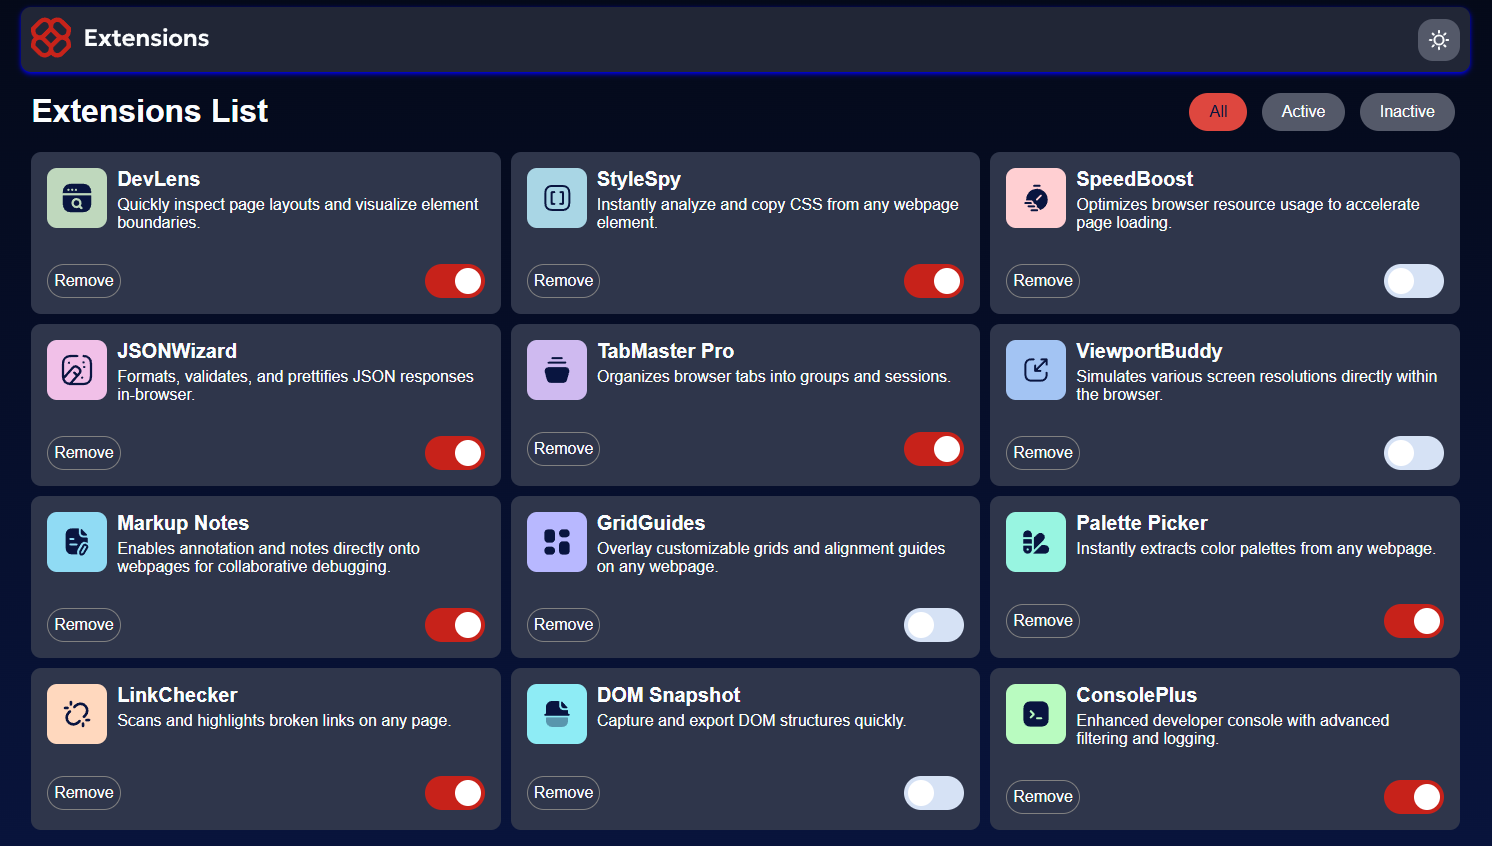 Extensions
Extensions List
All
Active
Inactive
DevLens
Quickly inspect page layouts and visualize element
boundaries.
Remove
StyleSpy
Instantly analyze and copy CSS from any webpage
element.
Remove
SpeedBoost
Optimizes browser resource usage to accelerate
page loading.
Remove
JSONWizard
Formats, validates, and prettifies JSON responses
in-browser.
Remove
TabMaster Pro
Organizes browser tabs into groups and sessions.
Remove
ViewportBuddy
Simulates various screen resolutions directly within
the browser.
Remove
Markup Notes
Enables annotation and notes directly onto
webpages for collaborative debugging.
Remove
GridGuides
Overlay customizable grids and alignment guides
on any webpage.
Remove
Palette Picker
Instantly extracts color palettes from any webpage.
Remove
LinkChecker
Scans and highlights broken links on any page.
Remove
DOM Snapshot
Capture and export DOM structures quickly.
Remove
ConsolePlus
Enhanced developer console with advanced
filtering and logging.
Remove